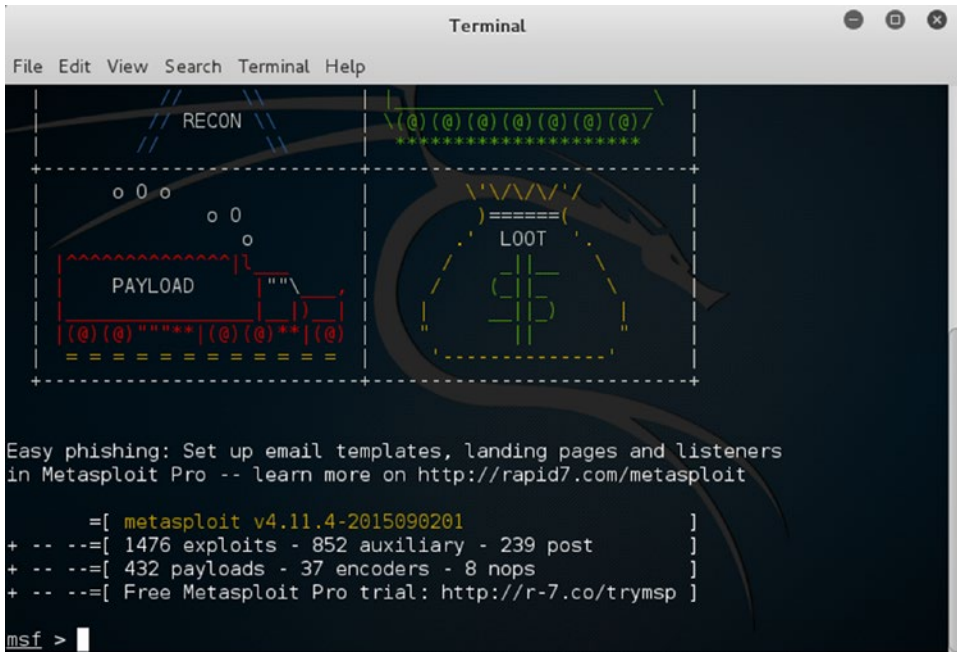 Terminal
File Edit View Search Terminal Help
RECON
\(@)(@)(@)(@)(@)(@)(@)/
*********************
o O o
o O
o
LOOT
PAYLOAD
|(@)(@)"""**|(@)(@)**|(@)
= = = = = = = = = = = =
Easy phishing: Set up email templates, landing pages and listeners
in Metasploit Pro -- learn more on http://rapid7.com/metasploit
=[ metasploit v4.11.4-2015090201 ]
+ -- --=[ 1476 exploits - 852 auxiliary - 239 post ]
+ -- --=[ 432 payloads - 37 encoders - 8 nops ]
+ -- --=[ Free Metasploit Pro trial: http://r-7.co/trymsp ]
msf >